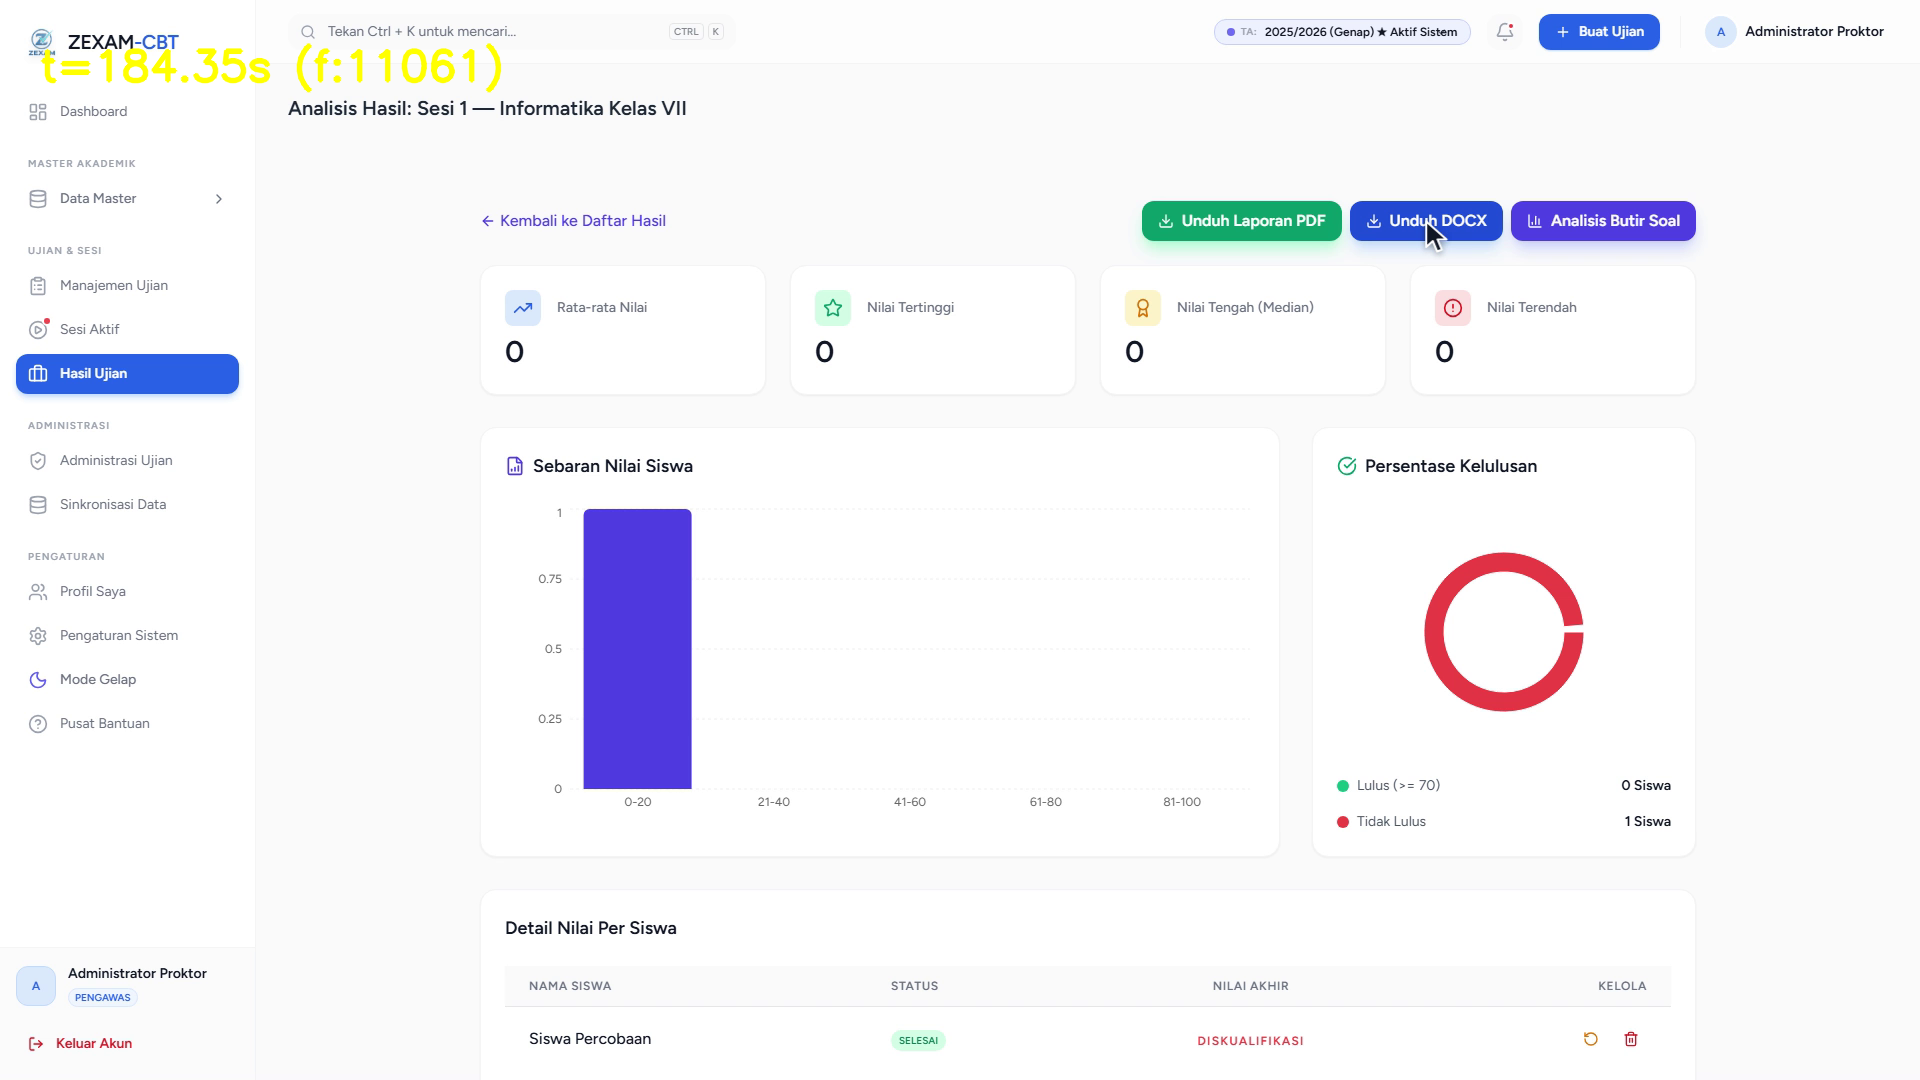 ZEXAM-CBT
ZEXAM
t=184.35s (f:11061)
Tekan Ctrl + K untuk mencari...
CTRL K
TA: 2025/2026 (Genap) ★ Aktif Sistem
Buat Ujian
A
Administrator Proktor
Dashboard
MASTER AKADEMIK
Data Master
UJIAN & SESI
Manajemen Ujian
Sesi Aktif
Hasil Ujian
ADMINISTRASI
Administrasi Ujian
Sinkronisasi Data
PENGATURAN
Profil Saya
Pengaturan Sistem
Mode Gelap
Pusat Bantuan
A
Administrator Proktor
PENGAWAS
Keluar Akun
Analisis Hasil: Sesi 1 — Informatika Kelas VII
← Kembali ke Daftar Hasil
Unduh Laporan PDF
Unduh DOCX
Analisis Butir Soal
Rata-rata Nilai
0
Nilai Tertinggi
0
Nilai Tengah (Median)
0
Nilai Terendah
0
Sebaran Nilai Siswa
1
0.75
0.5
0.25
0
0-20 21-40 41-60 61-80 81-100
Persentase Kelulusan
Lulus (>= 70) 0 Siswa
Tidak Lulus 1 Siswa
Detail Nilai Per Siswa
NAMA SISWA STATUS NILAI AKHIR KELOLA
Siswa Percobaan SELESAI DISKUALIFIKASI